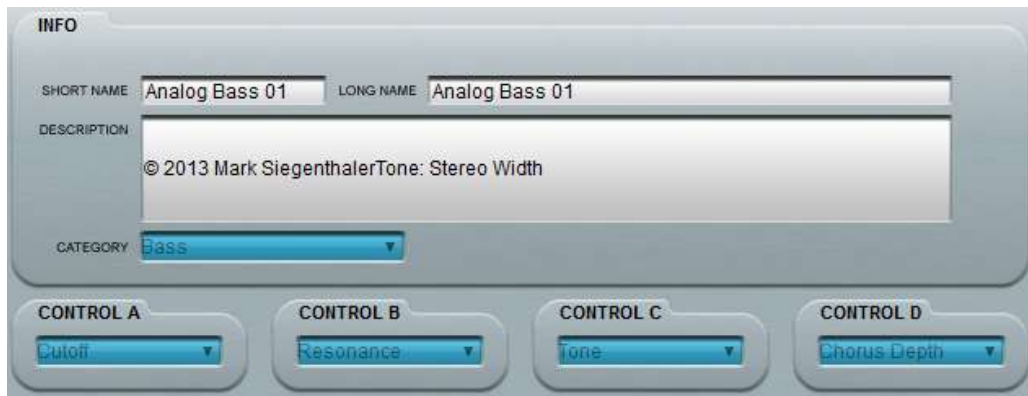 INFO
SHORT NAME Analog Bass 01 LONG NAME Analog Bass 01
DESCRIPTION
© 2013 Mark SiegenthalerTone: Stereo Width
CATEGORY Bass
CONTROL A CONTROL B CONTROL C CONTROL D
Cutoff Resonance Tone Chorus Depth